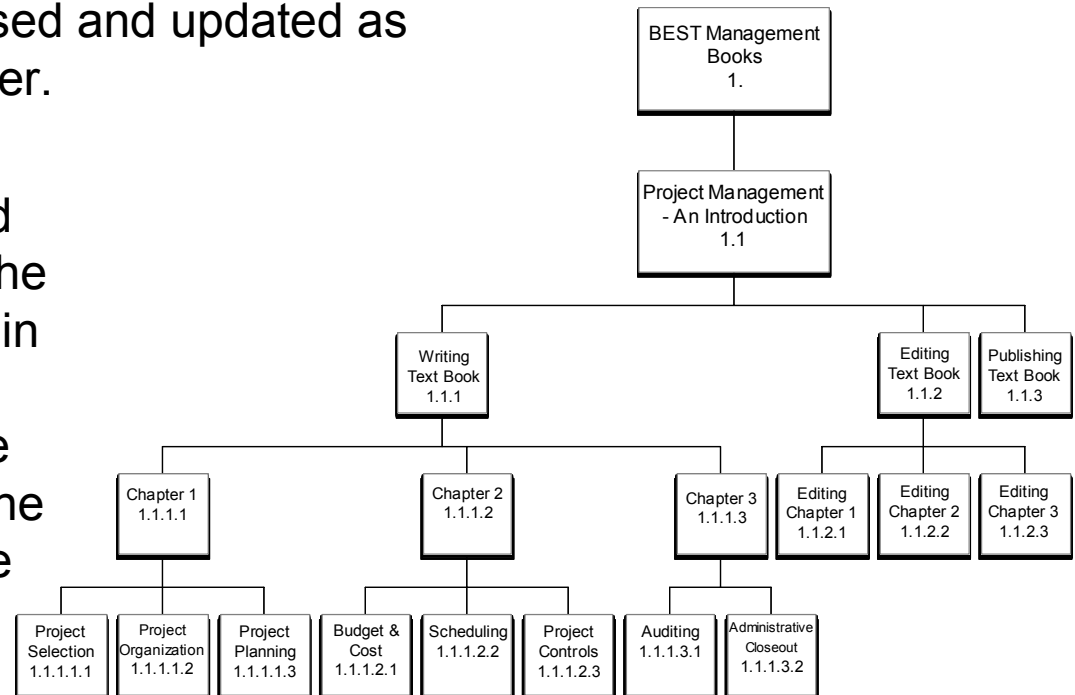 sed and updated as
er.
d
he
in
e
ne
e
BEST Management
Books
1.
Project Management
- An Introduction
1.1
Writing
Text Book
1.1.1
Editing
Text Book
1.1.2
Publishing
Text Book
1.1.3
Chapter 1
1.1.1.1
Chapter 2
1.1.1.2
Chapter 3
1.1.1.3
Editing
Chapter 1
1.1.2.1
Editing
Chapter 2
1.1.2.2
Editing
Chapter 3
1.1.2.3
Project
Selection
1.1.1.1.1
Project
Organization
1.1.1.1.2
Project
Planning
1.1.1.1.3
Budget &
Cost
1.1.1.2.1
Scheduling
1.1.1.2.2
Project
Controls
1.1.1.2.3
Auditing
1.1.1.3.1
Administrative
Closeout
1.1.1.3.2